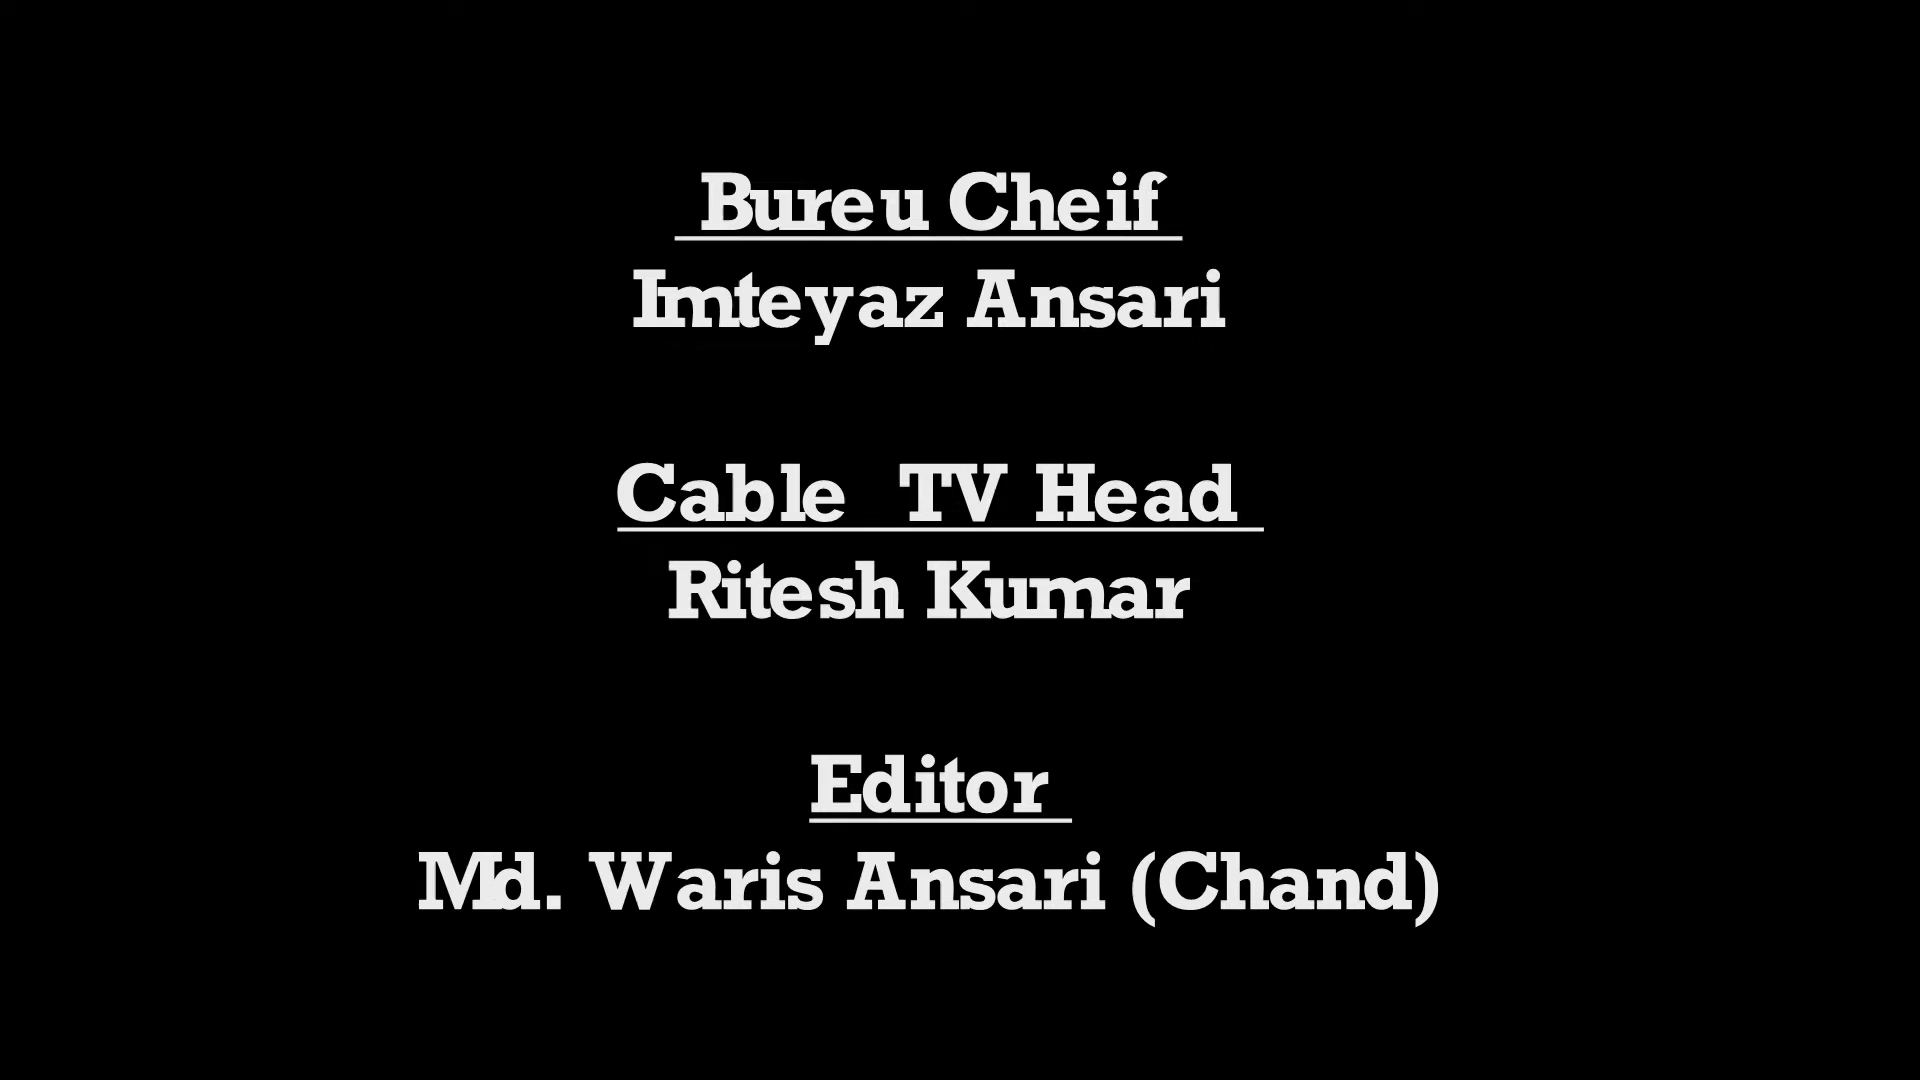 Bureu Cheif
Imteyaz Ansari
Cable TV Head
Ritesh Kumar
Editor
Md. Waris Ansari (Chand)